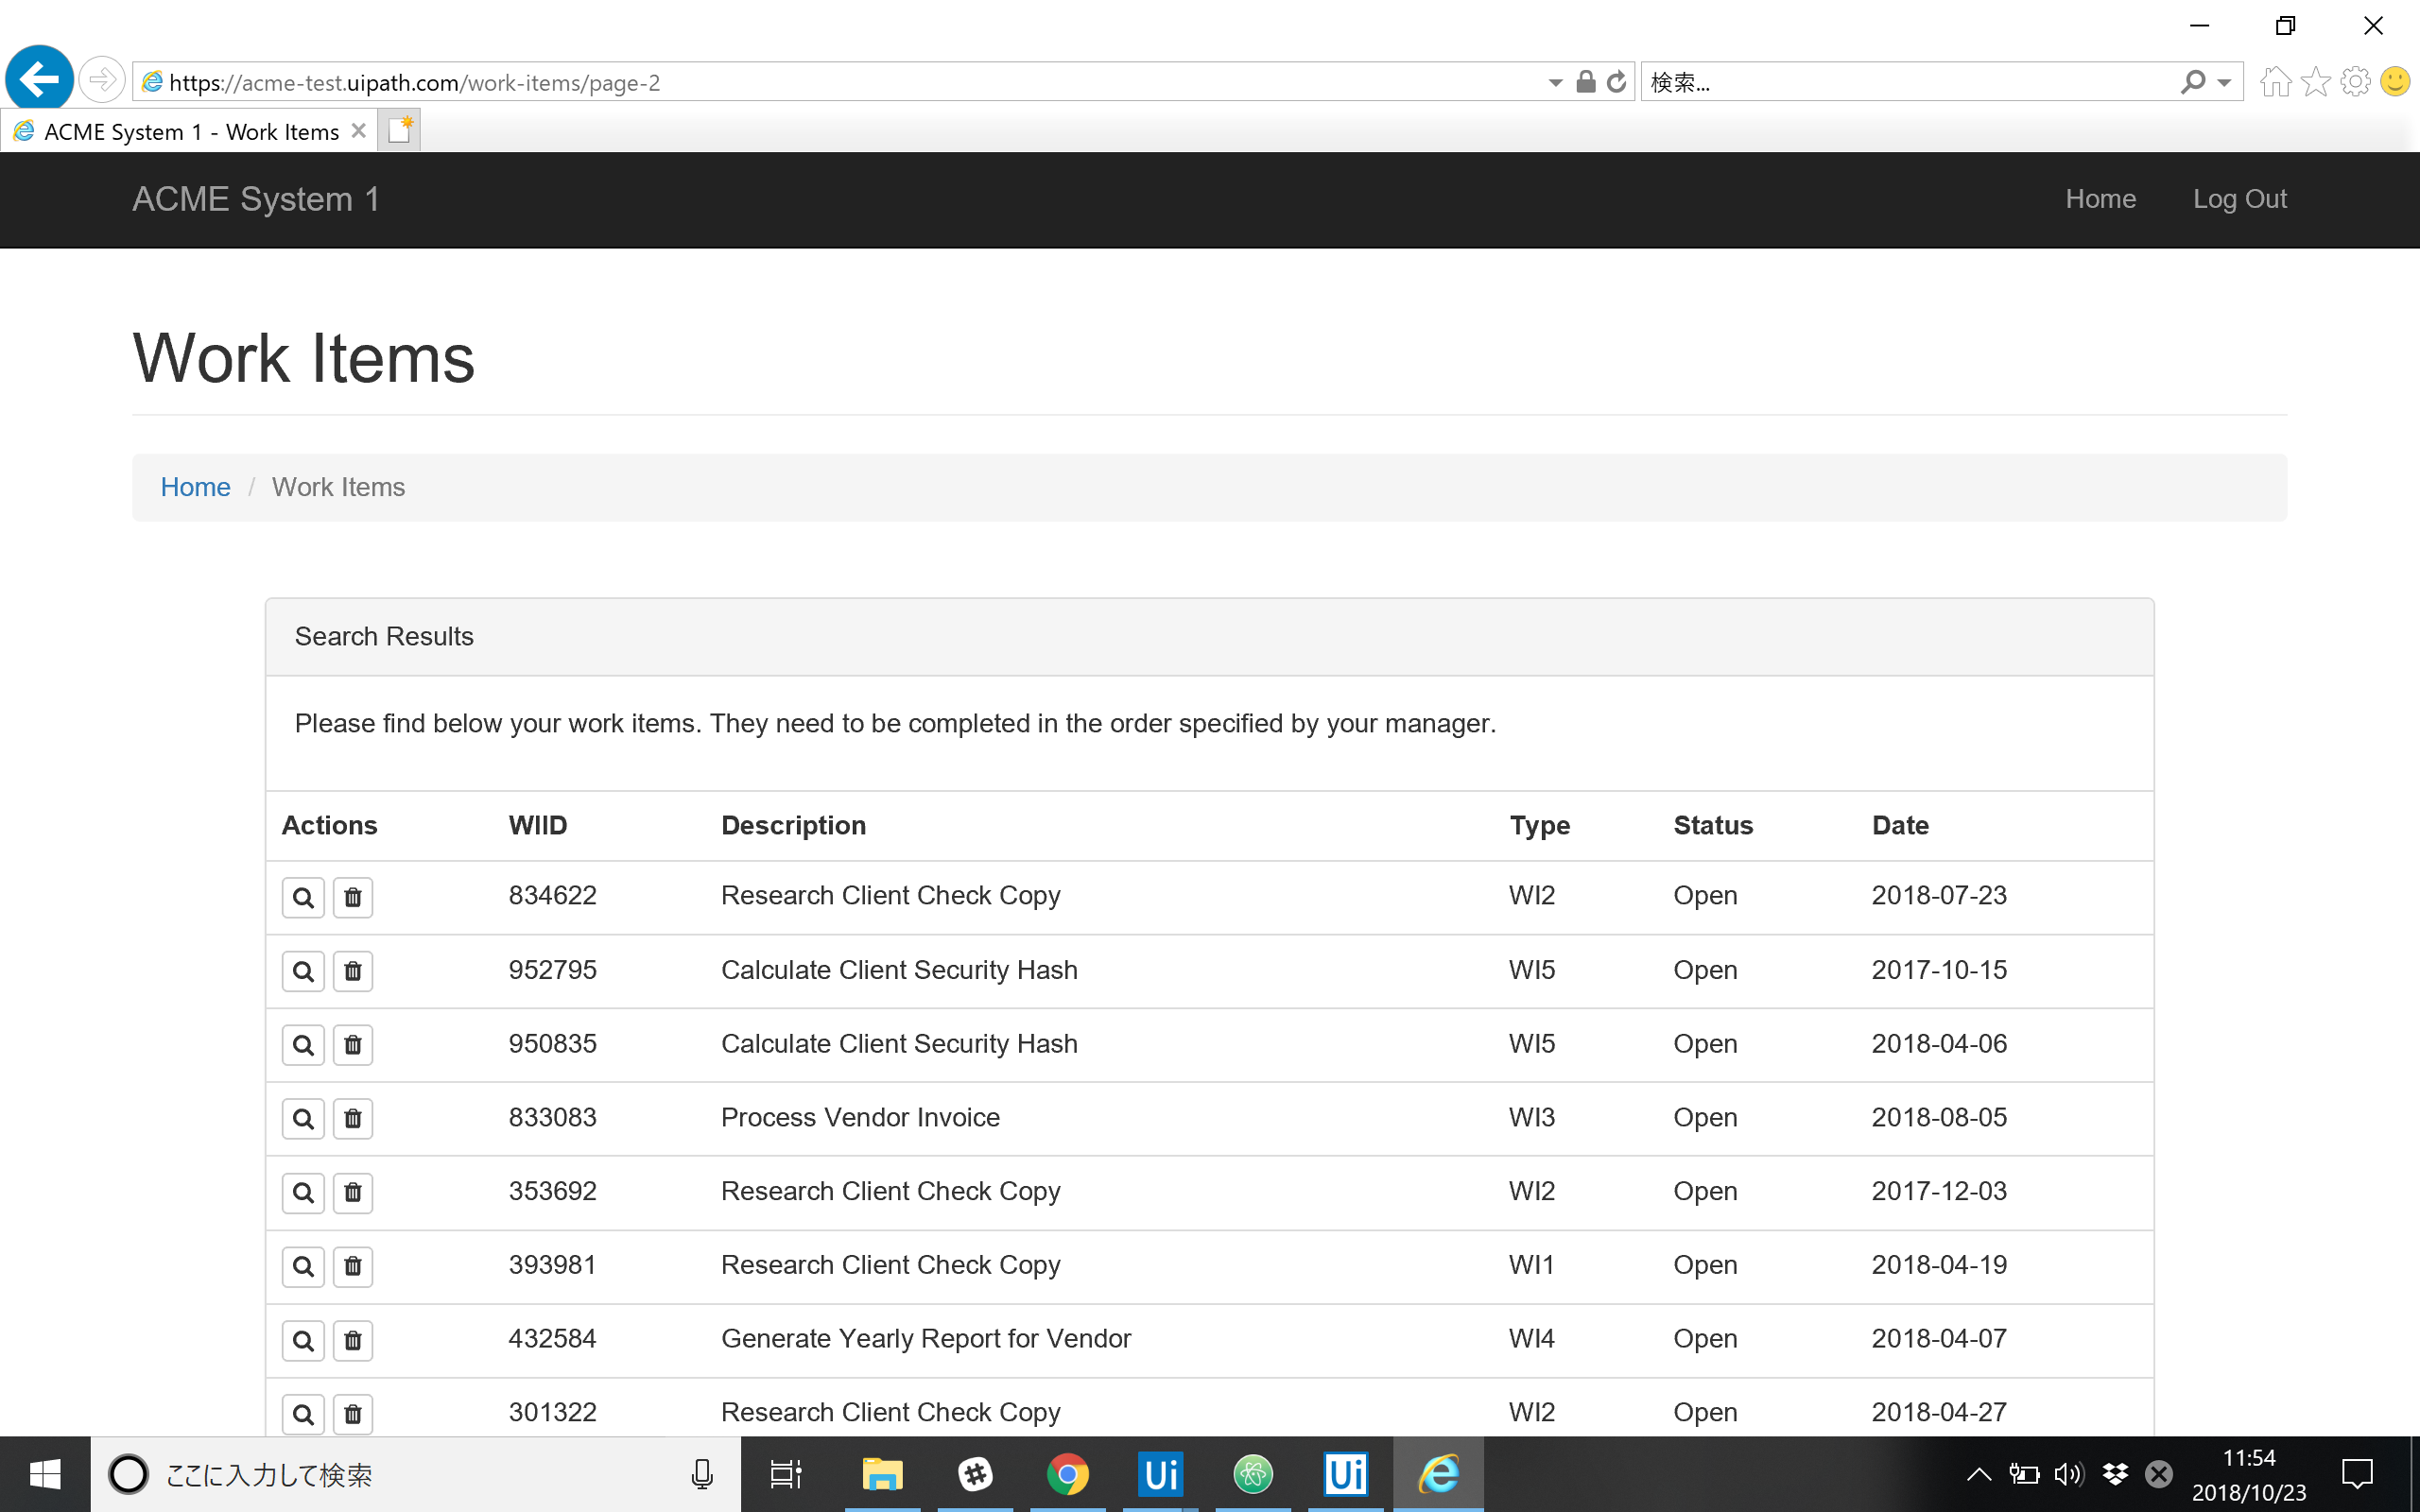 https://acme-test.uipath.com/work-items/page-2
検索...
ACME System 1 - Work Items
ACME System 1
Home
Log Out
Work Items
Home / Work Items
Search Results
Please find below your work items. They need to be completed in the order specified by your manager.
Actions WIID Description Type Status Date
834622 Research Client Check Copy WI2 Open 2018-07-23
952795 Calculate Client Security Hash WI5 Open 2017-10-15
950835 Calculate Client Security Hash WI5 Open 2018-04-06
833083 Process Vendor Invoice WI3 Open 2018-08-05
353692 Research Client Check Copy WI2 Open 2017-12-03
393981 Research Client Check Copy WI1 Open 2018-04-19
432584 Generate Yearly Report for Vendor WI4 Open 2018-04-07
301322 Research Client Check Copy WI2 Open 2018-04-27
ここに入力して検索
Ui
Ui
11:54
2018/10/23